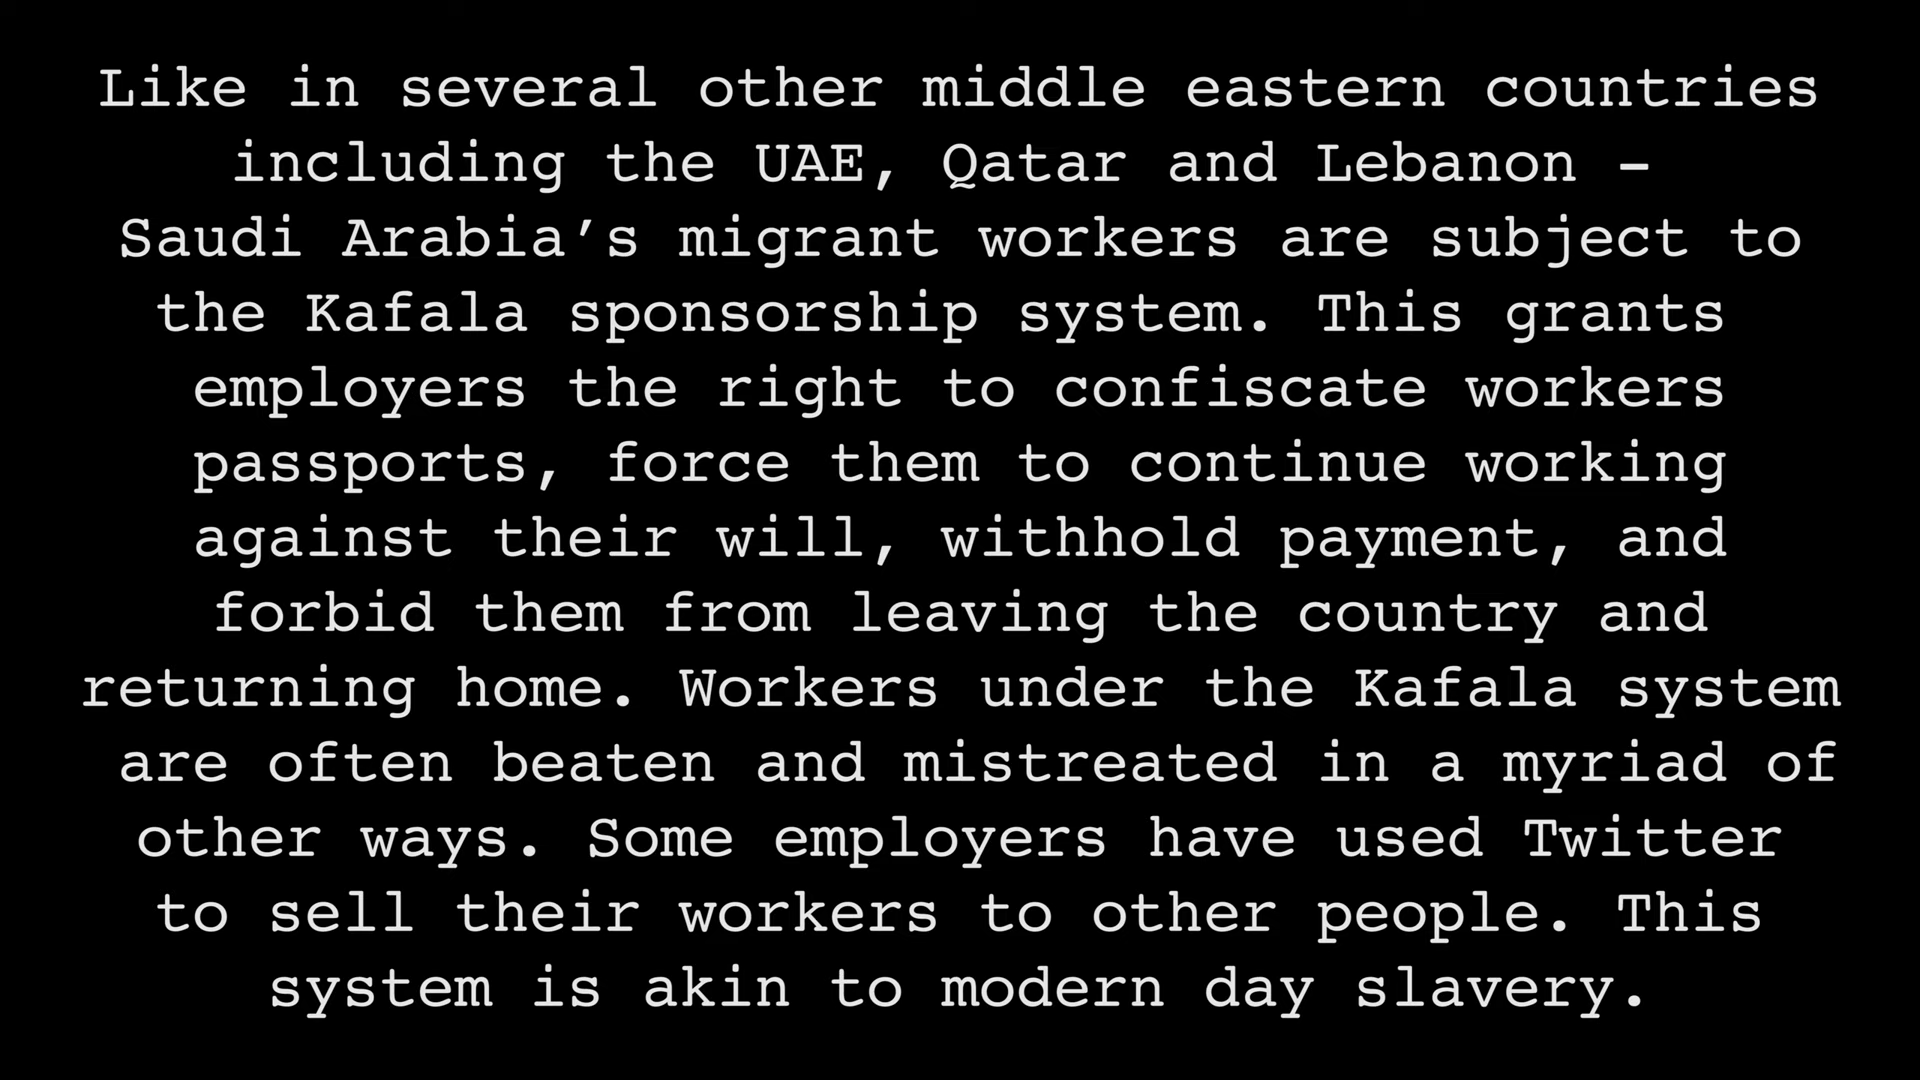 Like in several other middle eastern countries
including the UAE, Qatar and Lebanon –
Saudi Arabia’s migrant workers are subject to
the Kafala sponsorship system. This grants
employers the right to confiscate workers
passports, force them to continue working
against their will, withhold payment, and
forbid them from leaving the country and
returning home. Workers under the Kafala system
are often beaten and mistreated in a myriad of
other ways. Some employers have used Twitter
to sell their workers to other people. This
system is akin to modern day slavery.